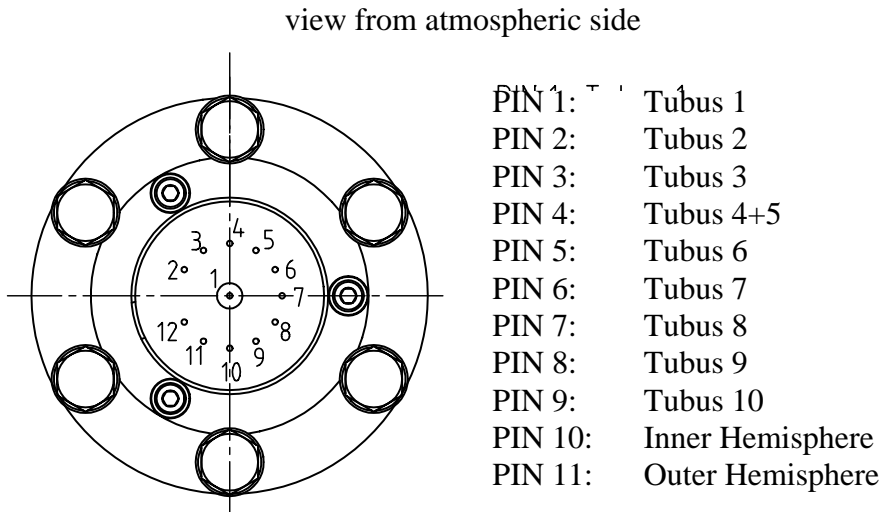 view from atmospheric side
PIN 1: Tubus 1
PIN 2: Tubus 2
PIN 3: Tubus 3
PIN 4: Tubus 4+5
PIN 5: Tubus 6
PIN 6: Tubus 7
PIN 7: Tubus 8
PIN 8: Tubus 9
PIN 9: Tubus 10
PIN 10: Inner Hemisphere
PIN 11: Outer Hemisphere
4
3
5
2
6
1
7
12
8
11
9
10